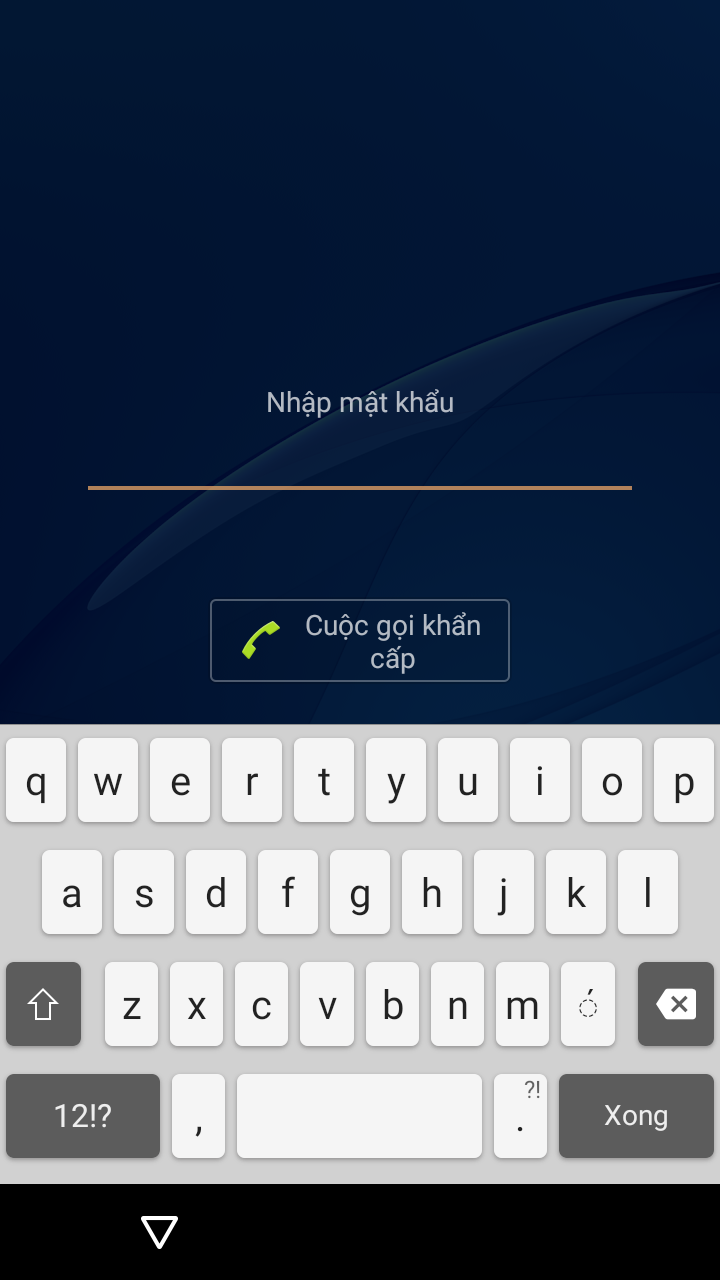 Nhập mật khẩu
Cuộc gọi khẩn
cấp
q w e r t y u i o p
a s d f g h j k l
z x c v b n m ́
?!
12!? , . Xong